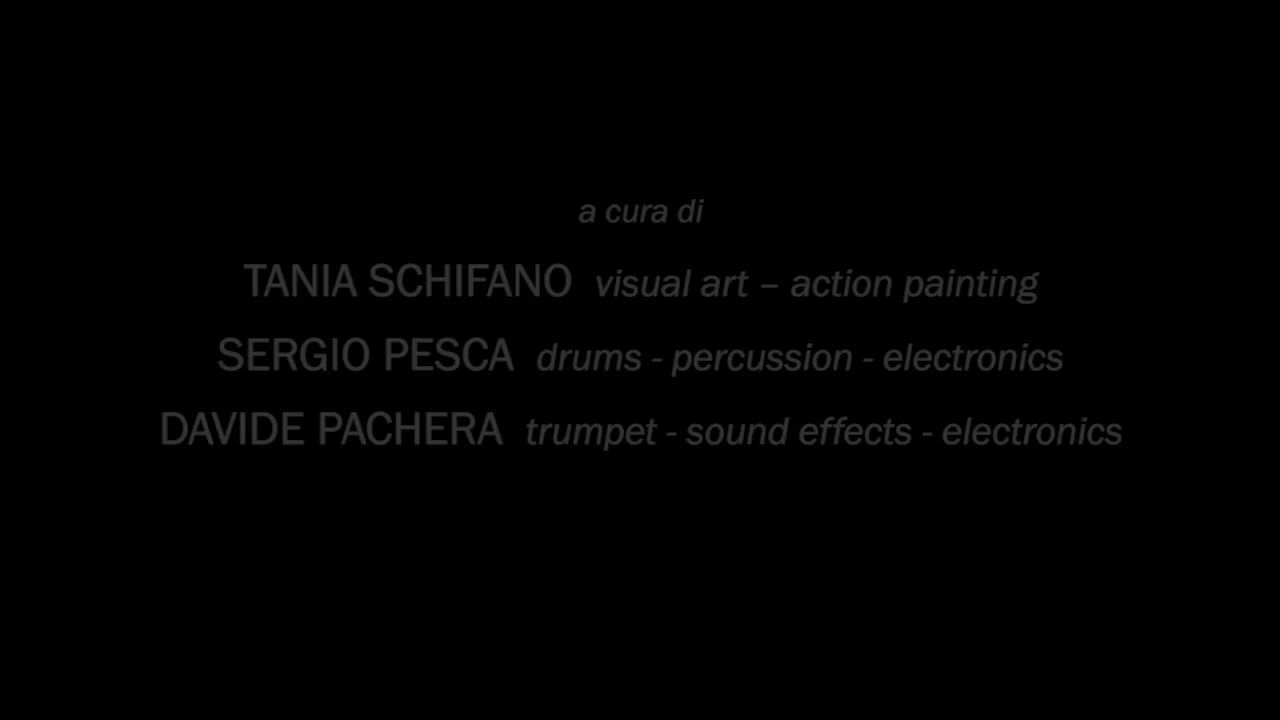 a cura di
TANIA SCHIFANO visual art – action painting
SERGIO PESCA drums - percussion - electronics
DAVIDE PACHERA trumpet - sound effects - electronics